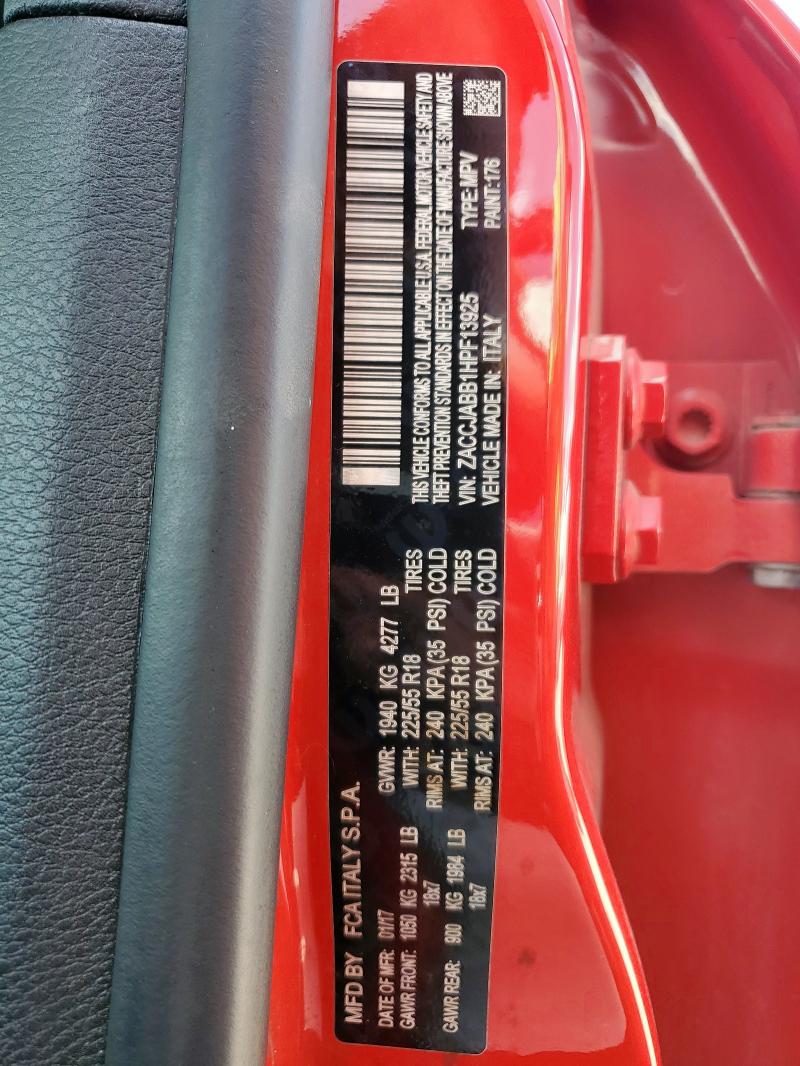 MFD BY FCA ITALY S.P.A.
DATE OF MFR: 01/17 GVWR: 1940 KG 4277 LB
GAWR FRONT: 1050 KG 2315 LB WITH: 225/55 R18 TIRES
18x7 RIMS AT: 240 KPA (35 PSI) COLD
GAWR REAR: 900 KG 1984 LB WITH: 225/55 R18 TIRES
18x7 RIMS AT: 240 KPA (35 PSI) COLD
THIS VEHICLE CONFORMS TO ALL APPLICABLE U.S.A. FEDERAL MOTOR VEHICLE SAFETY AND
THEFT PREVENTION STANDARDS IN EFFECT ON THE DATE OF MANUFACTURE SHOWN ABOVE
VIN: ZACCJABB1HPF13925 TYPE: MPV
VEHICLE MADE IN: ITALY PAINT: 176